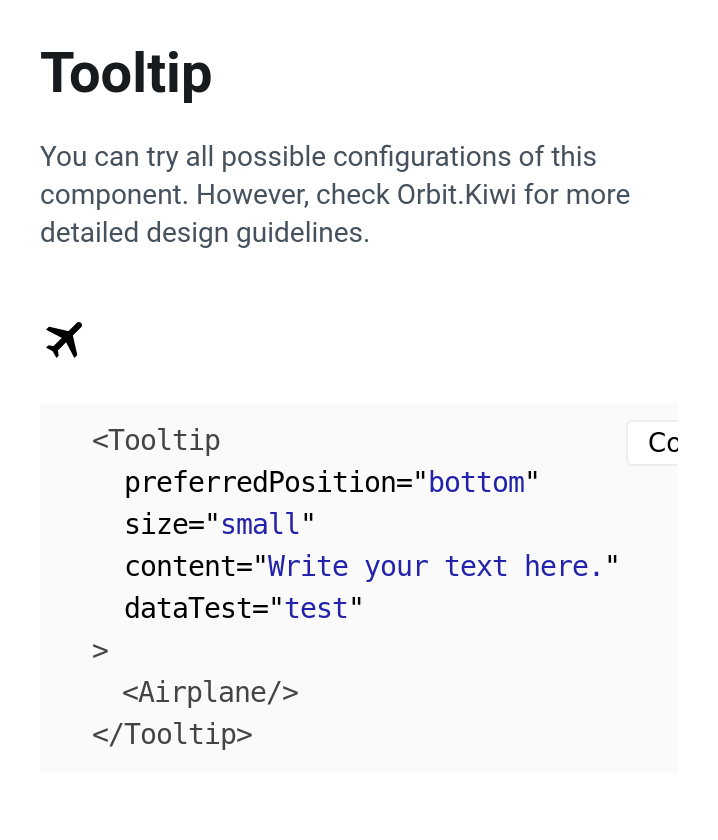 Tooltip
You can try all possible configurations of this
component. However, check Orbit.Kiwi for more
detailed design guidelines.
<Tooltip
preferredPosition="bottom"
size="small"
content="Write your text here."
dataTest="test"
>
<Airplane/>
</Tooltip>